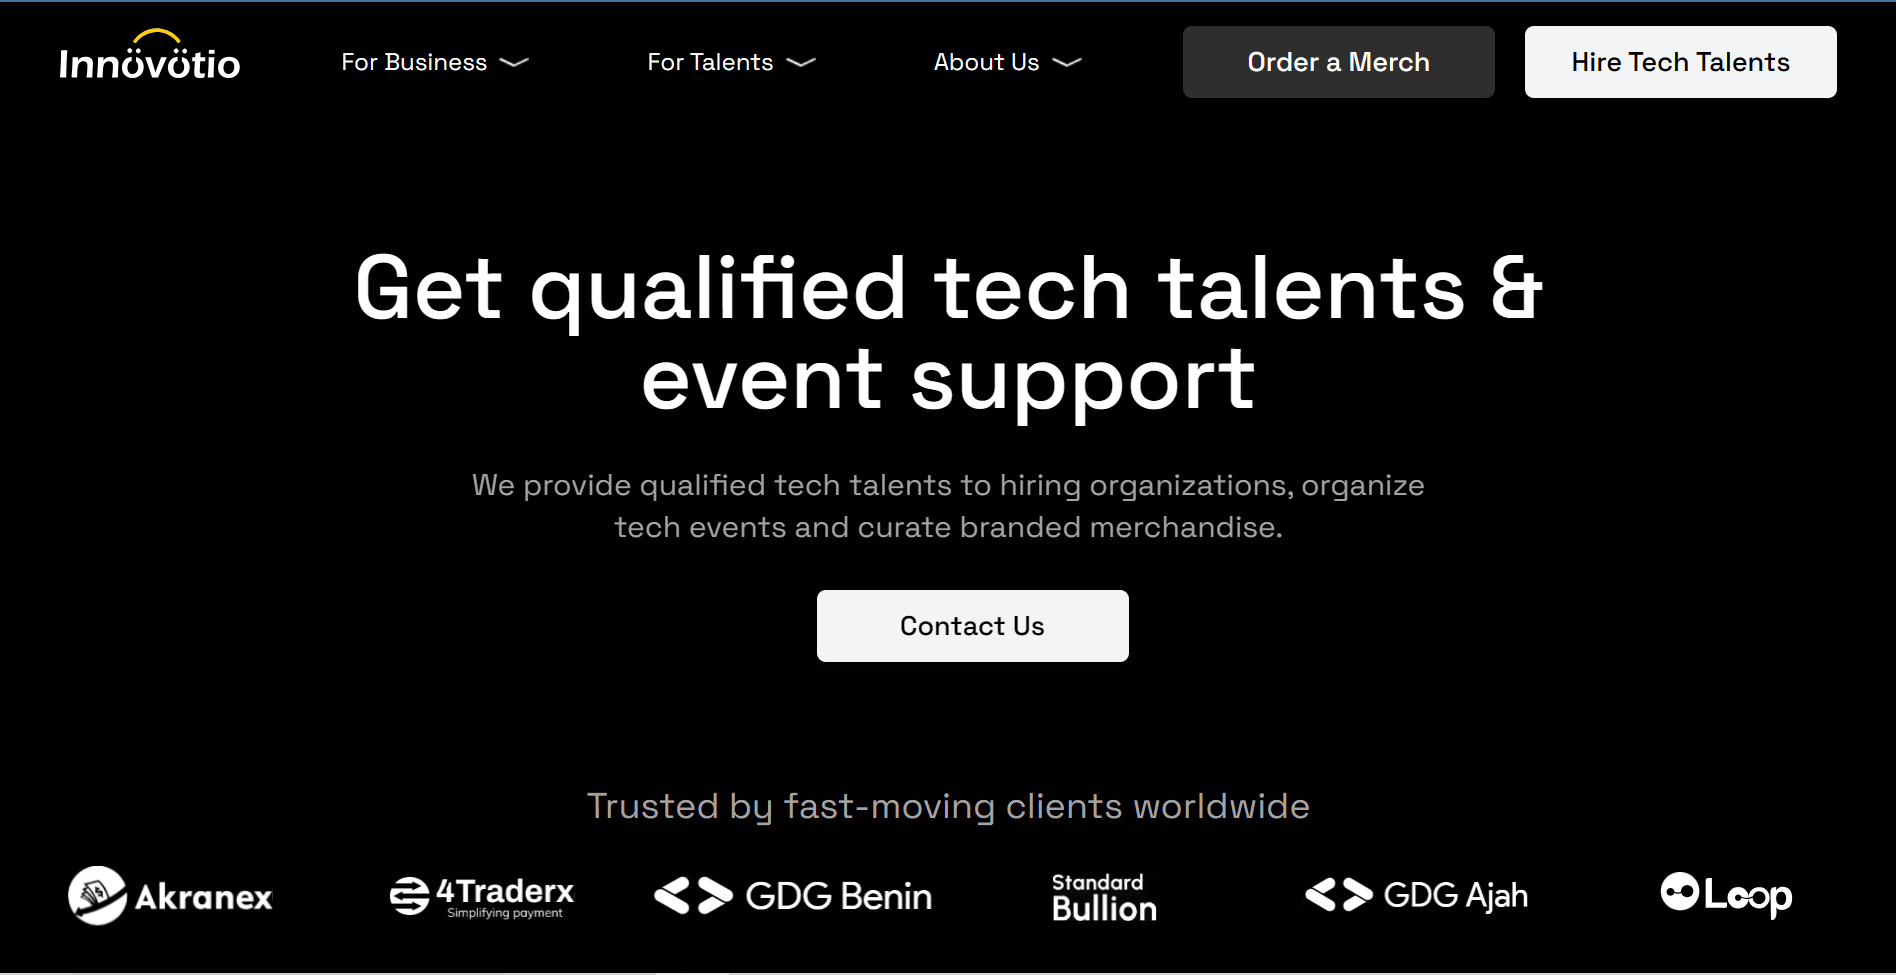 Innövötio
For Business
For Talents
About Us
Order a Merch
Hire Tech Talents
Get qualified tech talents &
event support
We provide qualified tech talents to hiring organizations, organize
tech events and curate branded merchandise.
Contact Us
Trusted by fast-moving clients worldwide
Akranex
4Traderx
Simplifying payment
GDG Benin
Standard
Bullion
GDG Ajah
Loop